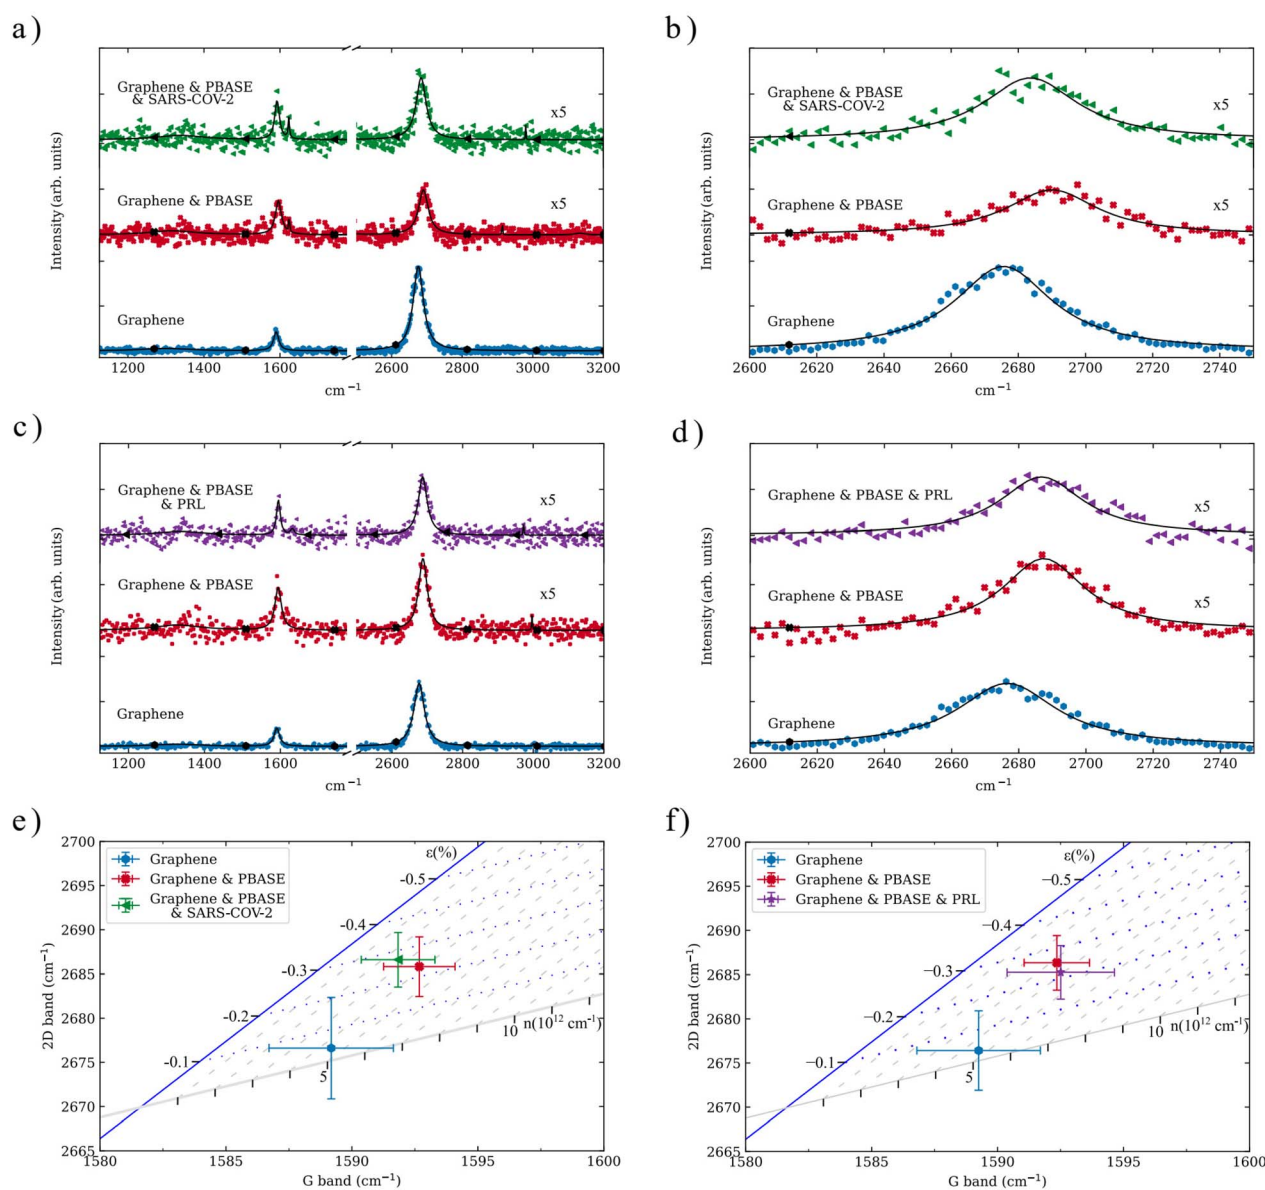 a)
Graphene & PBASE
& SARS-COV-2
x5
Graphene & PBASE
x5
Graphene
Intensity (arb. units)
1200 1400 1600 2600 2700 2800 2900 3000 3100 3200
cm⁻¹
b)
Graphene & PBASE
& SARS-COV-2
x5
Graphene & PBASE
x5
Graphene
Intensity (arb. units)
2600 2620 2640 2660 2680 2700 2720 2740
cm⁻¹
c)
Graphene & PBASE
& PRL
x5
Graphene & PBASE
x5
Graphene
Intensity (arb. units)
1200 1400 1600 2600 2700 2800 2900 3000 3100 3200
cm⁻¹
d)
Graphene & PBASE & PRL
x5
Graphene & PBASE
x5
Graphene
Intensity (arb. units)
2600 2620 2640 2660 2680 2700 2720 2740
cm⁻¹
e)
2700
2695
2690
2685
2680
2675
2670
2665
2D band (cm⁻¹)
Graphene
Graphene & PBASE
Graphene & PBASE
& SARS-COV-2
ε(%)
-0.5
-0.4
-0.3
-0.2
-0.1
5
10 n(10¹² cm⁻¹)
1580 1585 1590 1595 1600
G band (cm⁻¹)
f)
2700
2695
2690
2685
2680
2675
2670
2665
2D band (cm⁻¹)
Graphene
Graphene & PBASE
Graphene & PBASE & PRL
ε(%)
−0.5
−0.4
−0.3
−0.2
−0.1
5
10 n(10¹² cm⁻¹)
1580 1585 1590 1595 1600
G band (cm⁻¹)